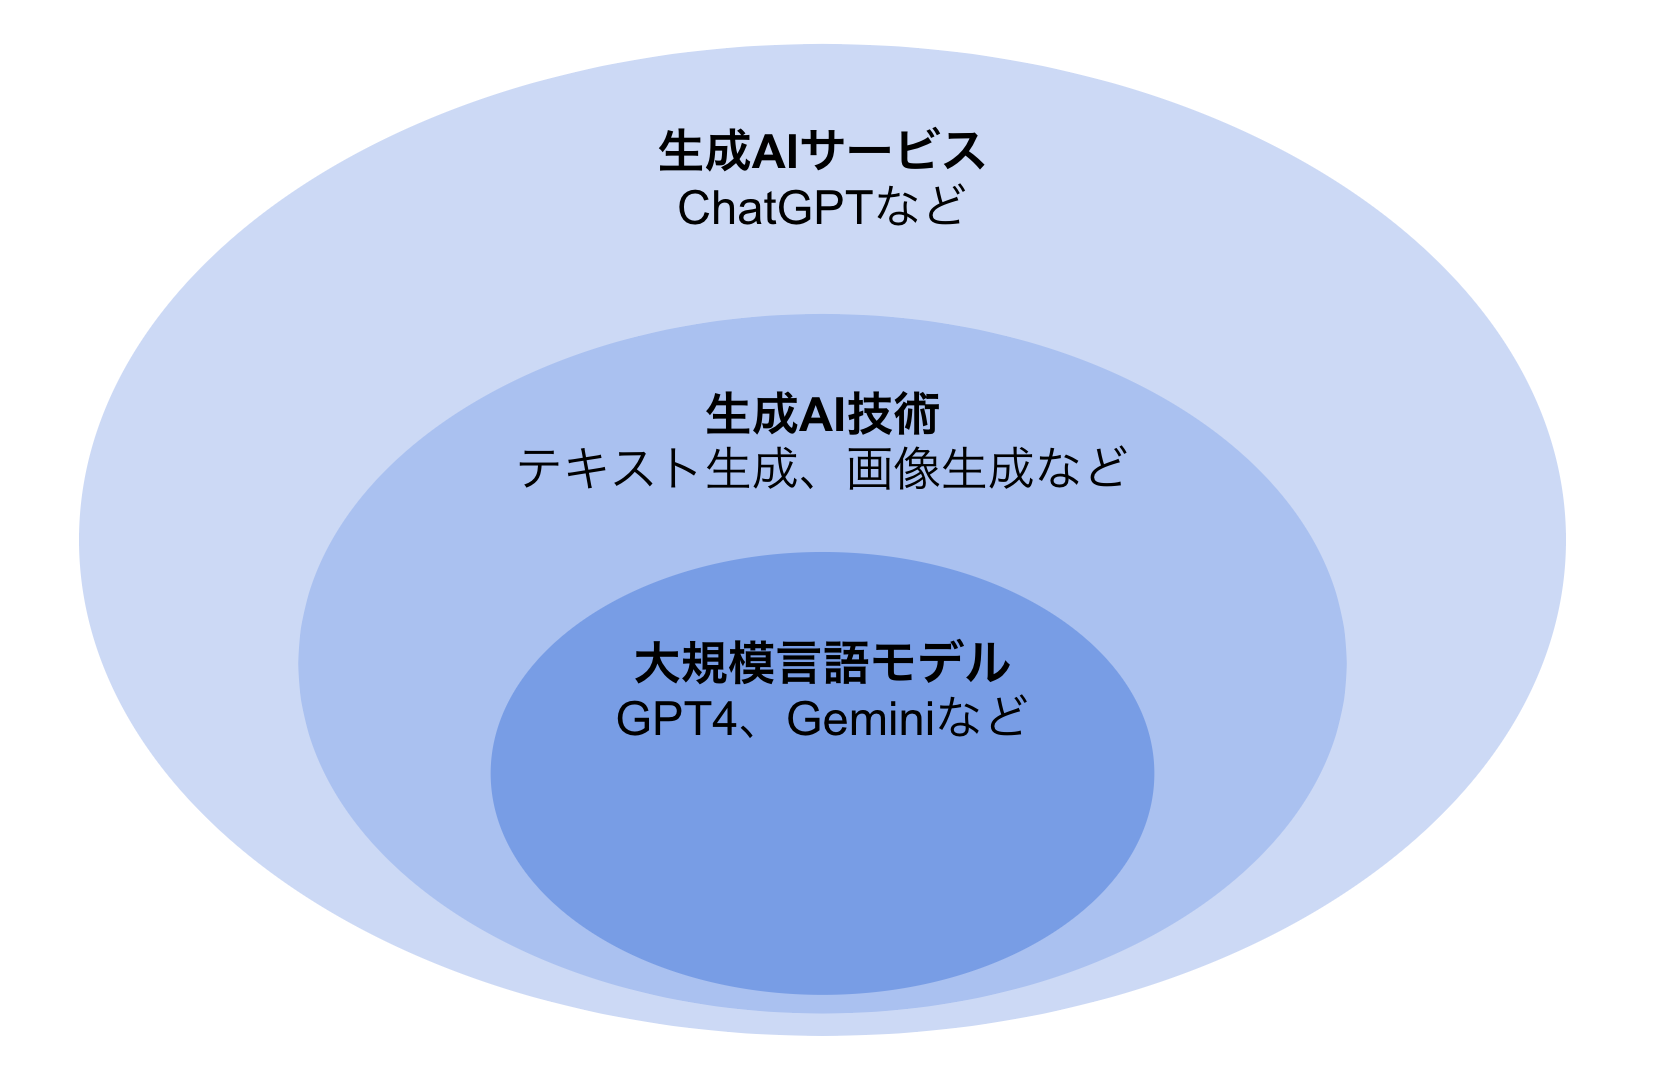 生成AIサービス
ChatGPTなど
生成AI技術
テキスト生成、画像生成など
大規模言語モデル
GPT4、Geminiなど